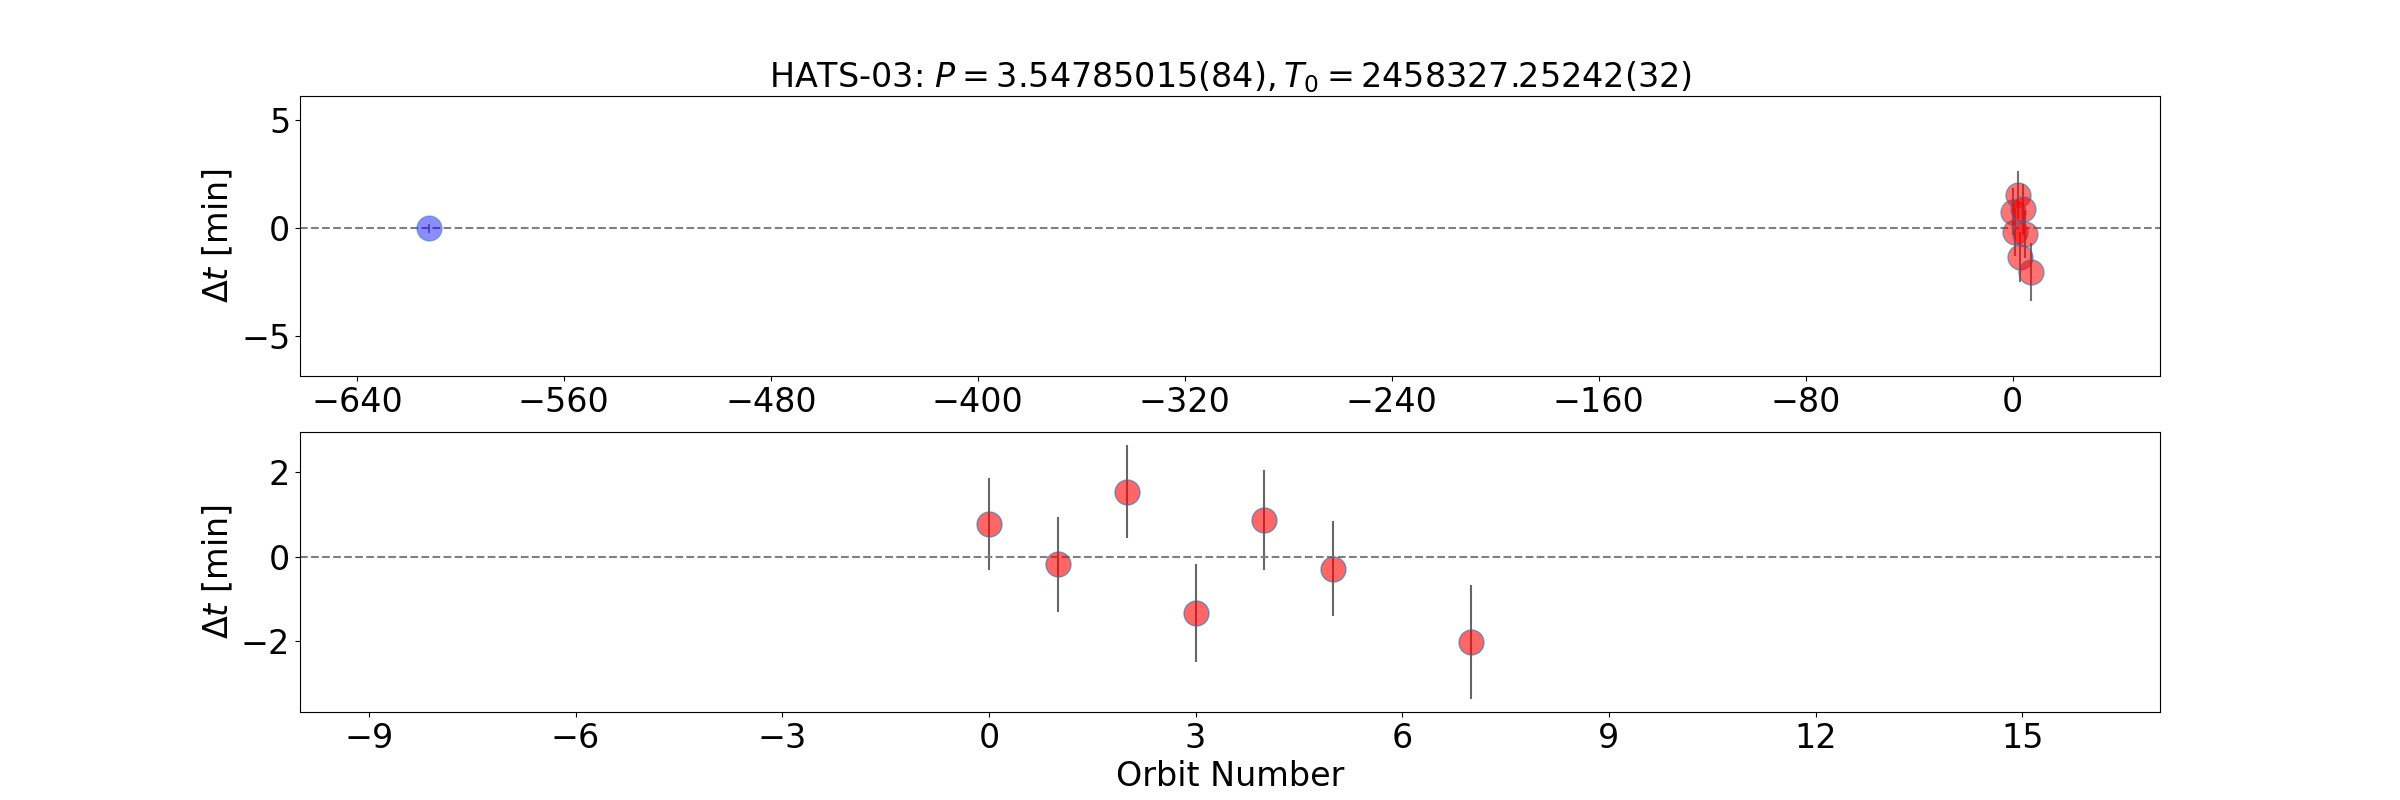 HATS-03: P = 3.54785015(84), T₀ = 2458327.25242(32)
Δt [min]
5
0
−5
−640 −560 −480 −400 −320 −240 −160 −80 0
Δt [min]
2
0
−2
−9 −6 −3 0 3 6 9 12 15
Orbit Number